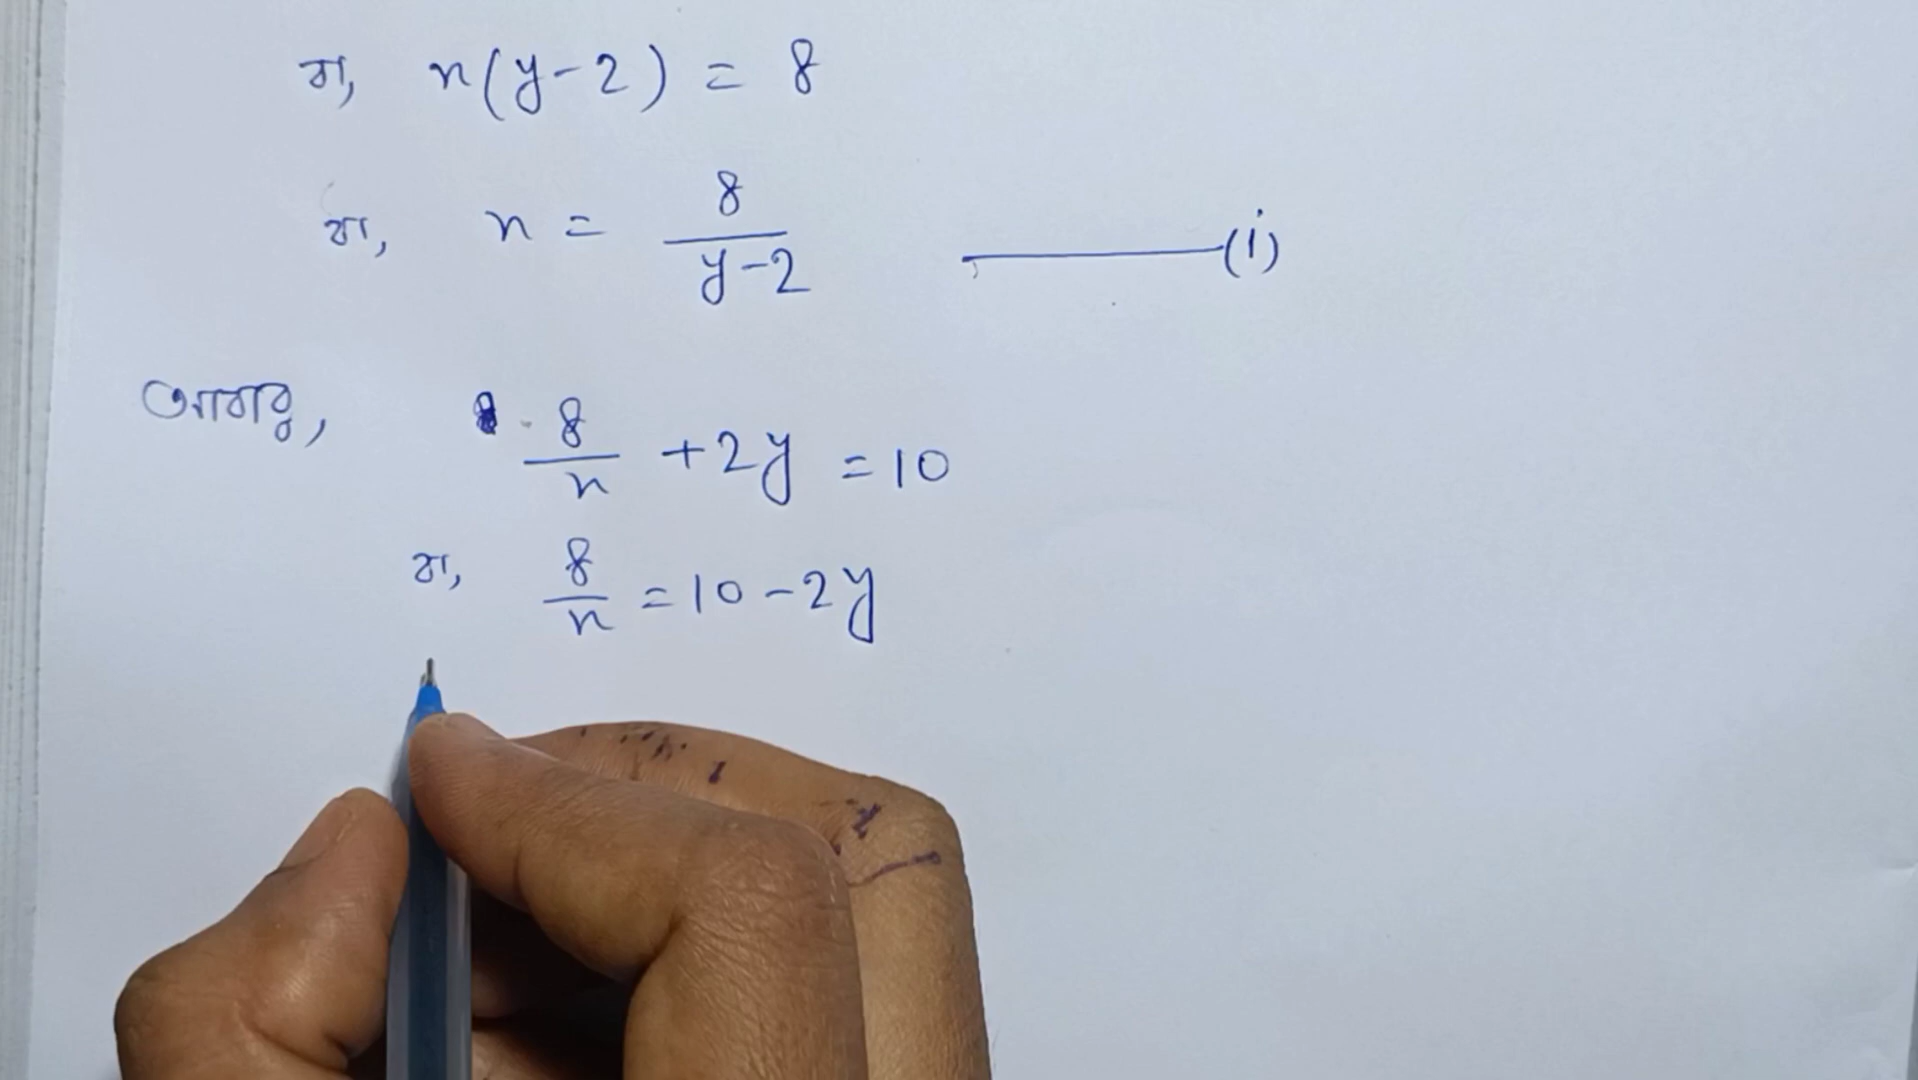 বা, x(y-2) = 8
বা, x = 8/(y-2) ———(i)
আবার, 8/x + 2y = 10
বা, 8/x = 10 - 2y